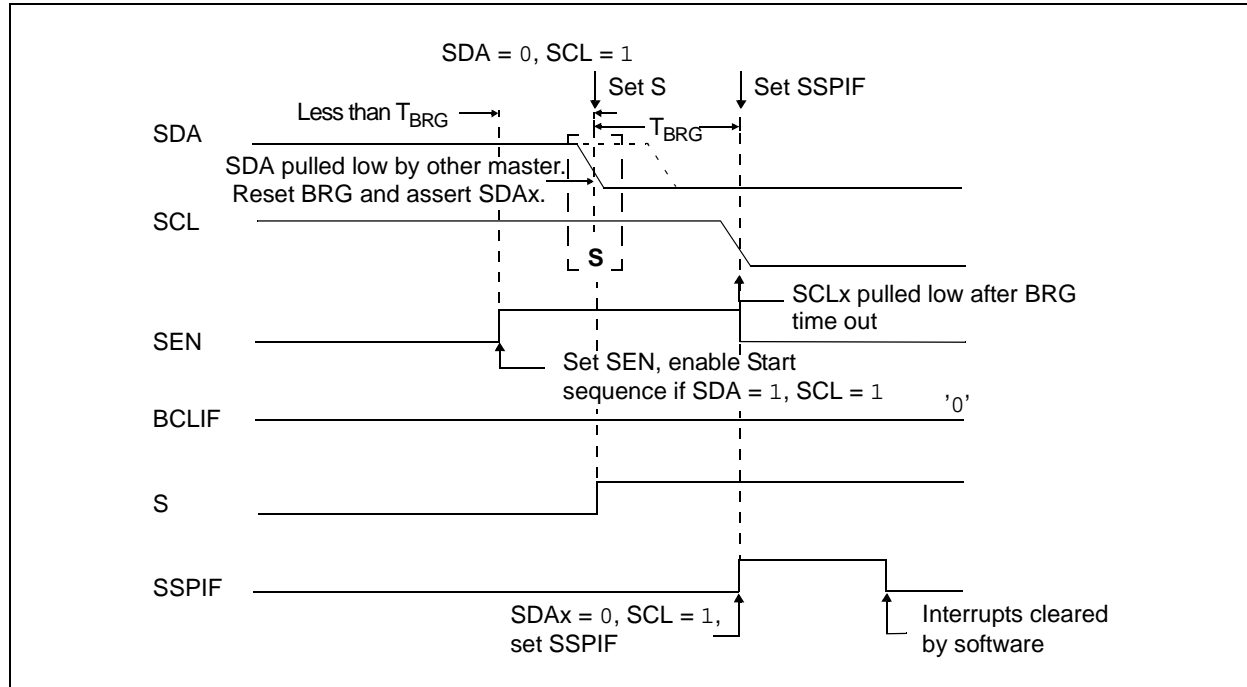 SDA = 0, SCL = 1
Set S
Set SSPIF
Less than TBRG
TBRG
SDA
SDA pulled low by other master.
Reset BRG and assert SDAx.
SCL
S
SCLx pulled low after BRG
time out
SEN
Set SEN, enable Start
sequence if SDA = 1, SCL = 1
'0'
BCLIF
S
SSPIF
SDAx = 0, SCL = 1,
set SSPIF
Interrupts cleared
by software